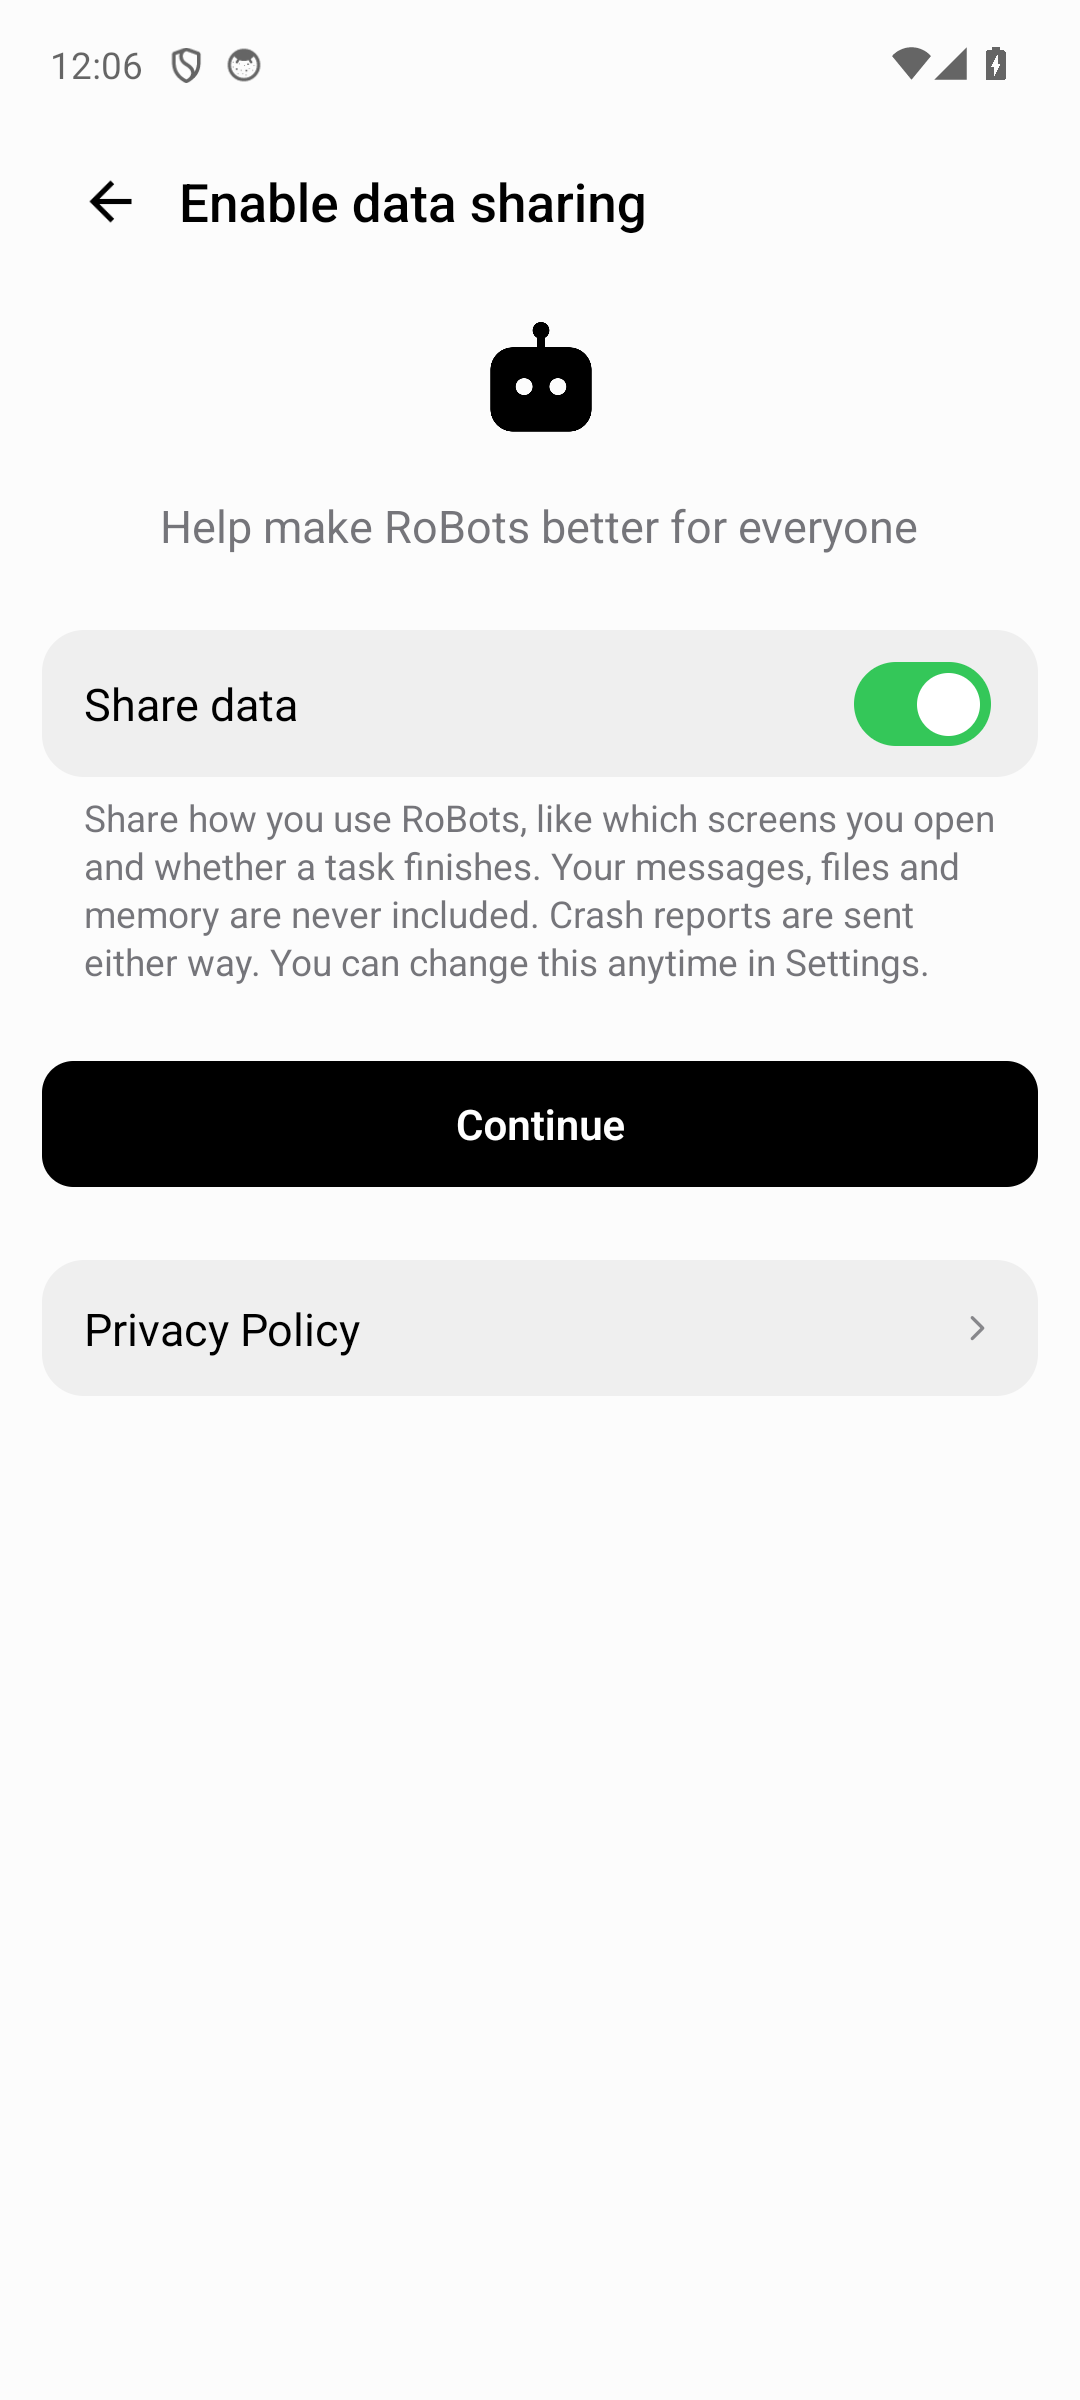 12:06
Enable data sharing
Help make RoBots better for everyone
Share data
Share how you use RoBots, like which screens you open
and whether a task finishes. Your messages, files and
memory are never included. Crash reports are sent
either way. You can change this anytime in Settings.
Continue
Privacy Policy